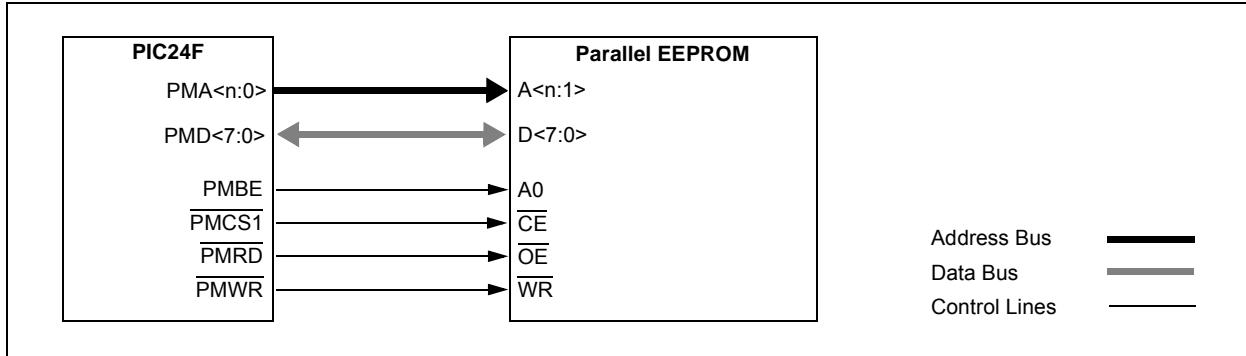 PIC24F
Parallel EEPROM
PMA<n:0>
A<n:1>
PMD<7:0>
D<7:0>
PMBE
A0
PMCS1
CE
PMRD
OE
PMWR
WR
Address Bus
Data Bus
Control Lines